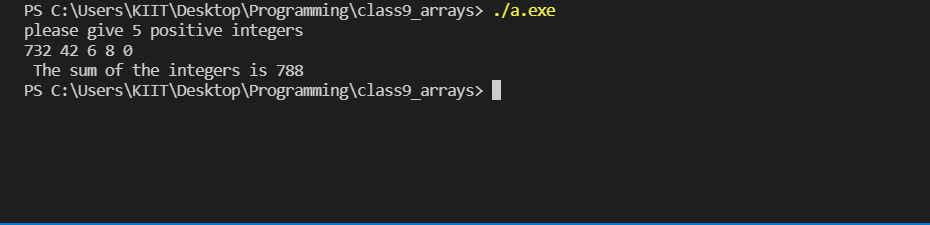 PS C:\Users\KIIT\Desktop\Programming\class9_arrays> ./a.exe
please give 5 positive integers
732 42 6 8 0
The sum of the integers is 788
PS C:\Users\KIIT\Desktop\Programming\class9_arrays>